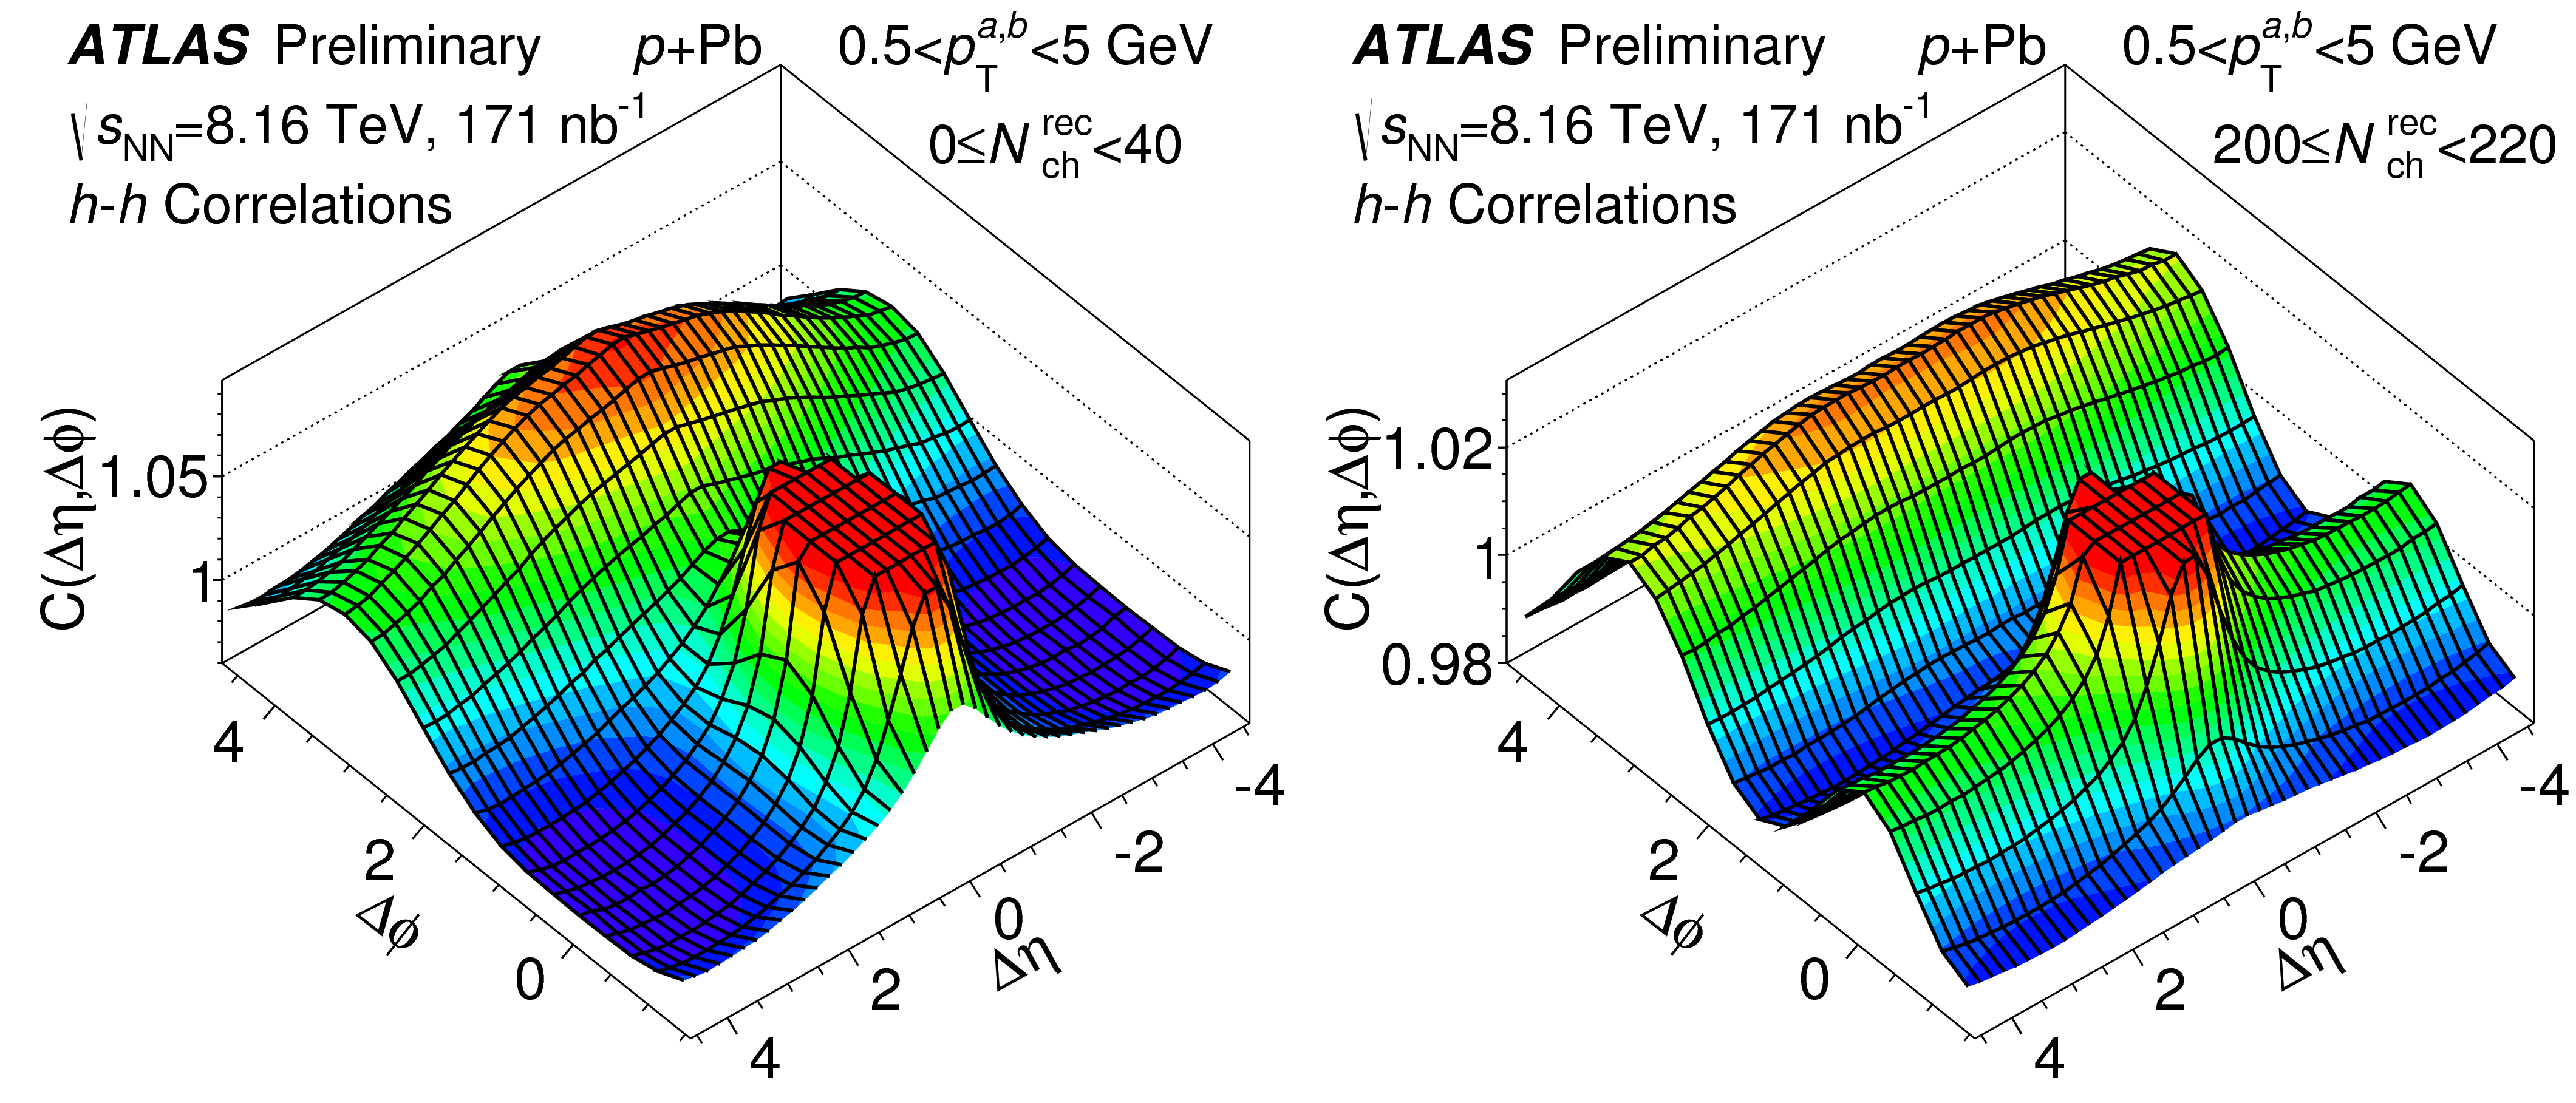 ATLAS Preliminary p+Pb 0.5<p_T^{a,b}<5 GeV
√s_NN=8.16 TeV, 171 nb^-1
0≤N_ch^rec<40
h-h Correlations
C(Δη,Δφ)
1.05
1
4
2
0
Δφ
-4
-2
0
2
4
Δη
ATLAS Preliminary p+Pb 0.5<p_T^{a,b}<5 GeV
√s_NN=8.16 TeV, 171 nb^-1
200≤N_ch^rec<220
h-h Correlations
C(Δη,Δφ)
1.02
1
0.98
4
2
0
Δφ
-4
-2
0
2
4
Δη